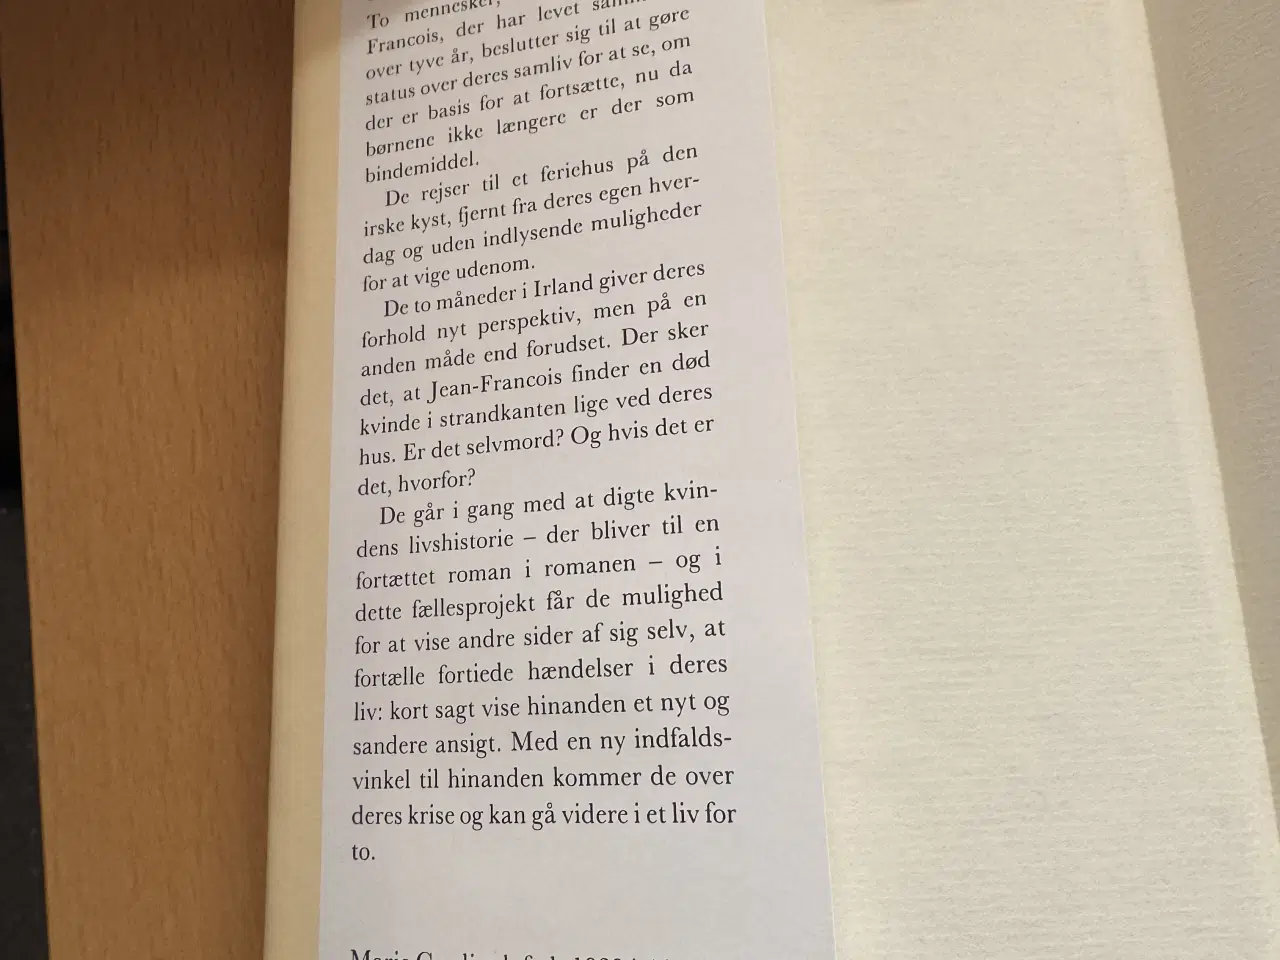 To mennesker,
Francois, der har levet
over tyve år, beslutter sig til at gøre
status over deres samliv for at se, om
der er basis for at fortsætte, nu da
børnene ikke længere er der som
bindemiddel.
De rejser til et feriehus på den
irske kyst, fjernt fra deres egen hver-
dag og uden indlysende muligheder
for at vige udenom.
De to måneder i Irland giver deres
forhold nyt perspektiv, men på en
anden måde end forudset. Der sker
det, at Jean-Francois finder en død
kvinde i strandkanten lige ved deres
hus. Er det selvmord? Og hvis det er
det, hvorfor?
De går i gang med at digte kvin-
dens livshistorie – der bliver til en
fortættet roman i romanen – og i
dette fællesprojekt får de mulighed
for at vise andre sider af sig selv, at
fortælle fortiede hændelser i deres
liv: kort sagt vise hinanden et nyt og
sandere ansigt. Med en ny indfalds-
vinkel til hinanden kommer de over
deres krise og kan gå videre i et liv for
to.